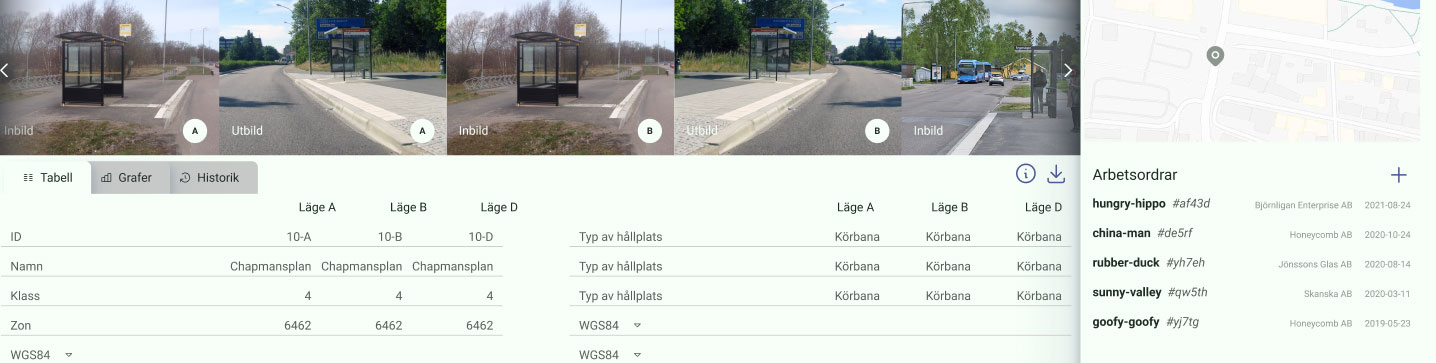 Inbild A Utbild A Inbild B Utbild B Inbild
Tabell Grafer Historik
Läge A Läge B Läge D
ID 10-A 10-B 10-D
Namn Chapmansplan Chapmansplan Chapmansplan
Klass 4 4 4
Zon 6462 6462 6462
WGS84
Läge A Läge B Läge D
Typ av hållplats Körbana Körbana Körbana
Typ av hållplats Körbana Körbana Körbana
Typ av hållplats Körbana Körbana Körbana
WGS84
WGS84
Arbetsordrar
hungry-hippo #af43d Björnligan Enterprise AB 2021-08-24
china-man #de5rf Honeycomb AB 2020-10-24
rubber-duck #yh7eh Jönssons Glas AB 2020-08-14
sunny-valley #qw5th Skanska AB 2020-03-11
goofy-goofy #yj7tg Honeycomb AB 2019-05-23